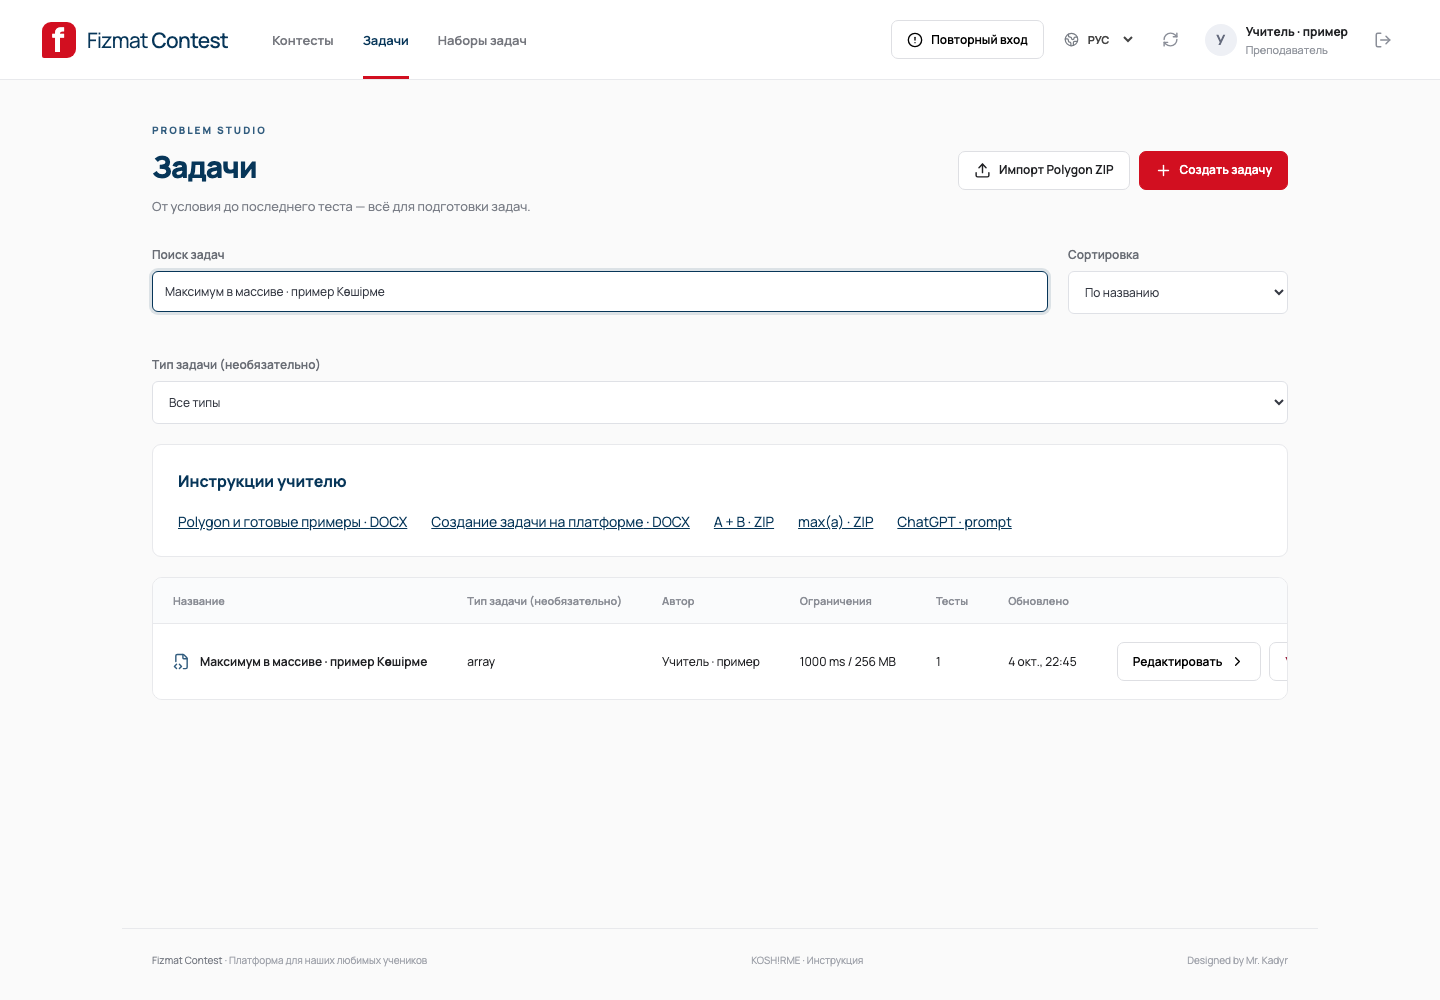 f Fizmat Contest Контесты Задачи Наборы задач Повторный вход РУС У Учитель · пример
Преподаватель
PROBLEM STUDIO
Задачи
Импорт Polygon ZIP Создать задачу
От условия до последнего теста — всё для подготовки задач.
Поиск задач Сортировка
Максимум в массиве · пример Көшірме По названию
Тип задачи (необязательно)
Все типы
Инструкции учителю
Polygon и готовые примеры · DOCX Создание задачи на платформе · DOCX A + B · ZIP max(a) · ZIP ChatGPT · prompt
Название Тип задачи (необязательно) Автор Ограничения Тесты Обновлено
Максимум в массиве · пример Көшірме array Учитель · пример 1000 ms / 256 MB 1 4 окт., 22:45 Редактировать
Fizmat Contest · Платформа для наших любимых учеников KOSH!RME · Инструкция Designed by Mr. Kadyr